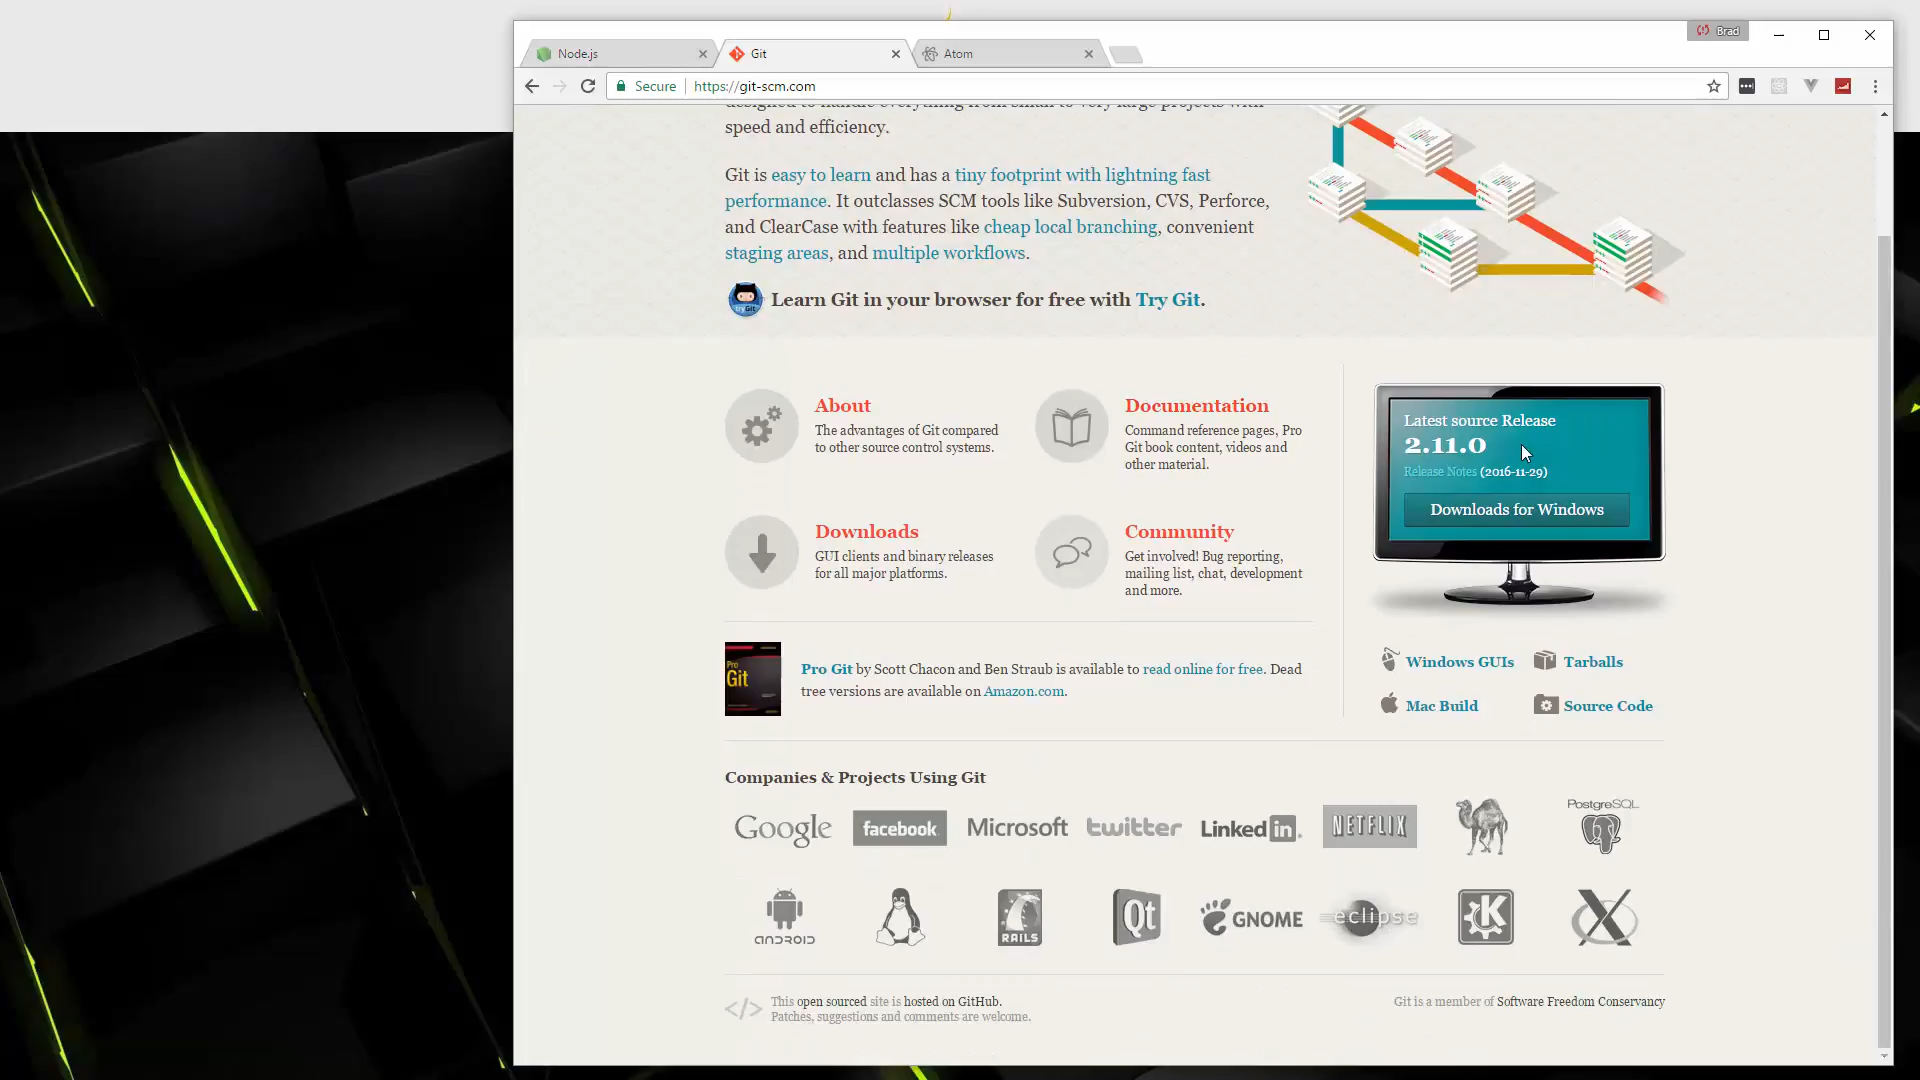 Brad
Node.js
Git
Atom
Secure
https://git-scm.com
designed to handle everything from small to very large projects with
speed and efficiency.
Git is easy to learn and has a tiny footprint with lightning fast
performance. It outclasses SCM tools like Subversion, CVS, Perforce,
and ClearCase with features like cheap local branching, convenient
staging areas, and multiple workflows.
Learn Git in your browser for free with Try Git.
About
The advantages of Git compared
to other source control systems.
Documentation
Command reference pages, Pro
Git book content, videos and
other material.
Downloads
GUI clients and binary releases
for all major platforms.
Community
Get involved! Bug reporting,
mailing list, chat, development
and more.
Latest source Release
2.11.0
Release Notes (2016-11-29)
Downloads for Windows
Windows GUIs
Tarballs
Mac Build
Source Code
Pro
Git
Pro Git by Scott Chacon and Ben Straub is available to read online for free. Dead
tree versions are available on Amazon.com.
Companies & Projects Using Git
Google
facebook
Microsoft
twitter
Linked in
NETFLIX
PostgreSQL
ANDROID
RAILS
Qt
GNOME
eclipse
K
X
</> This open sourced site is hosted on GitHub.
Patches, suggestions and comments are welcome.
Git is a member of Software Freedom Conservancy